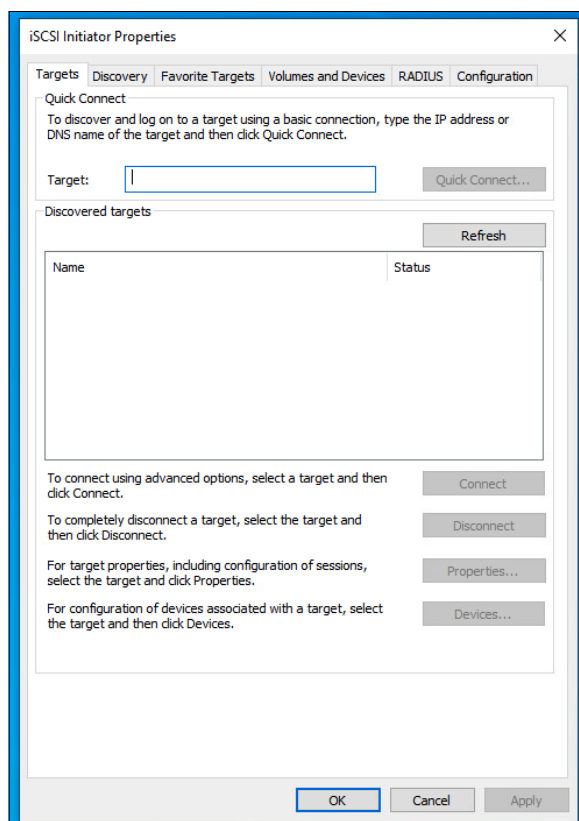 iSCSI Initiator Properties
Targets Discovery Favorite Targets Volumes and Devices RADIUS Configuration
Quick Connect
To discover and log on to a target using a basic connection, type the IP address or
DNS name of the target and then click Quick Connect.
Target: Quick Connect...
Discovered targets
Refresh
Name Status
To connect using advanced options, select a target and then
click Connect.
Connect
To completely disconnect a target, select the target and
then click Disconnect.
Disconnect
For target properties, including configuration of sessions,
select the target and click Properties.
Properties...
For configuration of devices associated with a target, select
the target and then click Devices.
Devices...
OK Cancel Apply